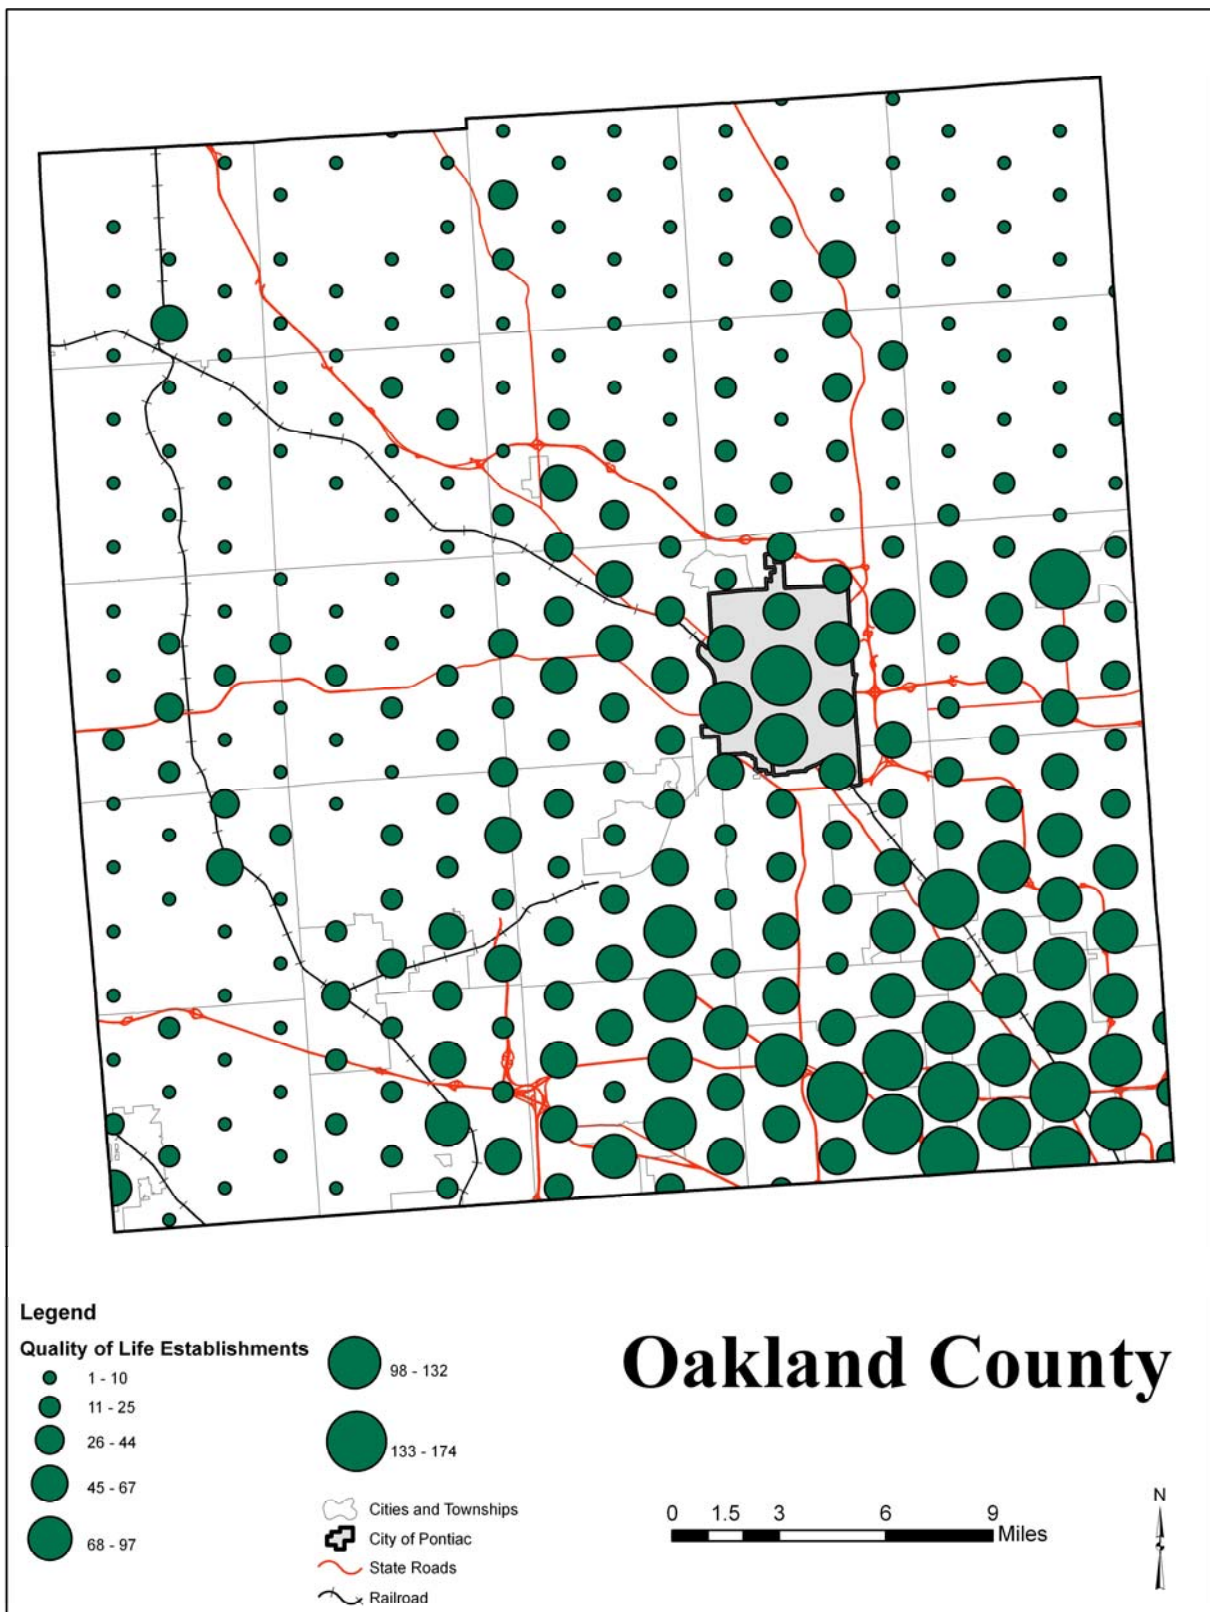 Legend
Quality of Life Establishments
1 - 10
11 - 25
26 - 44
45 - 67
68 - 97
98 - 132
133 - 174
Cities and Townships
City of Pontiac
State Roads
Railroad
Oakland County
0 1.5 3 6 9
Miles
N